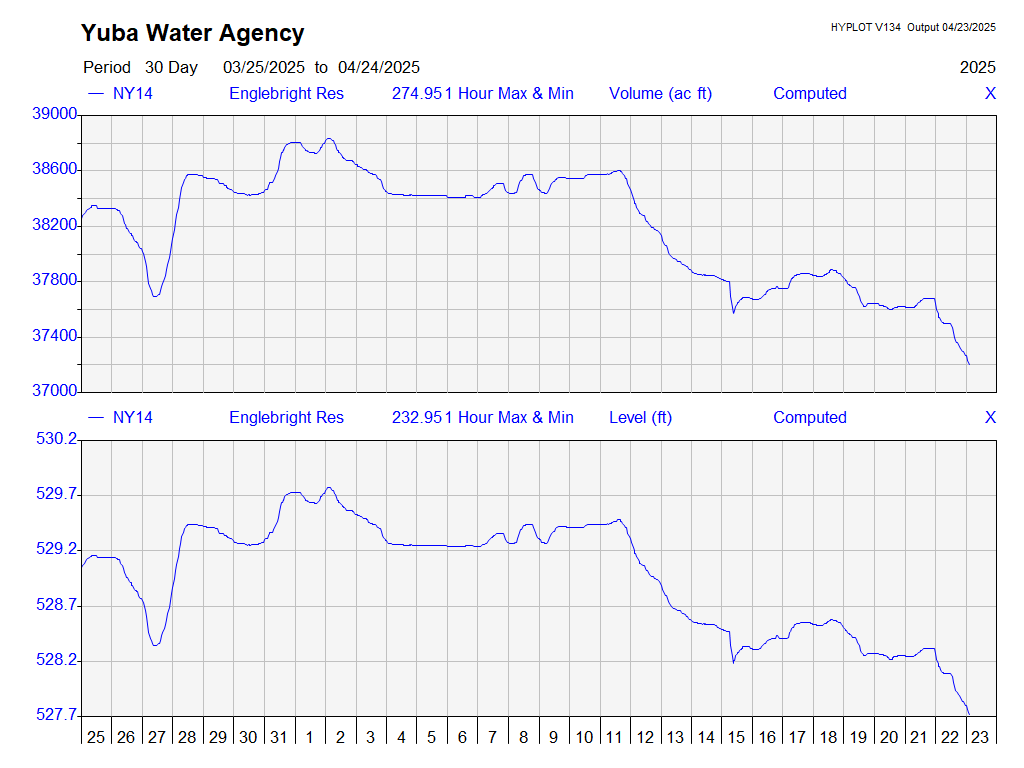 Yuba Water Agency
HYPLOT V134 Output 04/23/2025
Period 30 Day 03/25/2025 to 04/24/2025 2025
NY14 Englebright Res 274.951 Hour Max & Min Volume (ac ft) Computed X
39000
38600
38200
37800
37400
37000
NY14 Englebright Res 232.951 Hour Max & Min Level (ft) Computed X
530.2
529.7
529.2
528.7
528.2
527.7
25 26 27 28 29 30 31 1 2 3 4 5 6 7 8 9 10 11 12 13 14 15 16 17 18 19 20 21 22 23